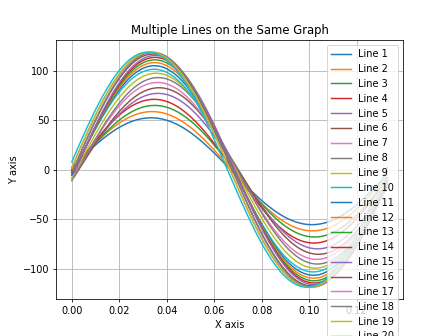 Multiple Lines on the Same Graph
Y axis
100
50
0
−50
−100
0.00
0.02
0.04
0.06
0.08
0.10
X axis
Line 1
Line 2
Line 3
Line 4
Line 5
Line 6
Line 7
Line 8
Line 9
Line 10
Line 11
Line 12
Line 13
Line 14
Line 15
Line 16
Line 17
Line 18
Line 19
Line 20